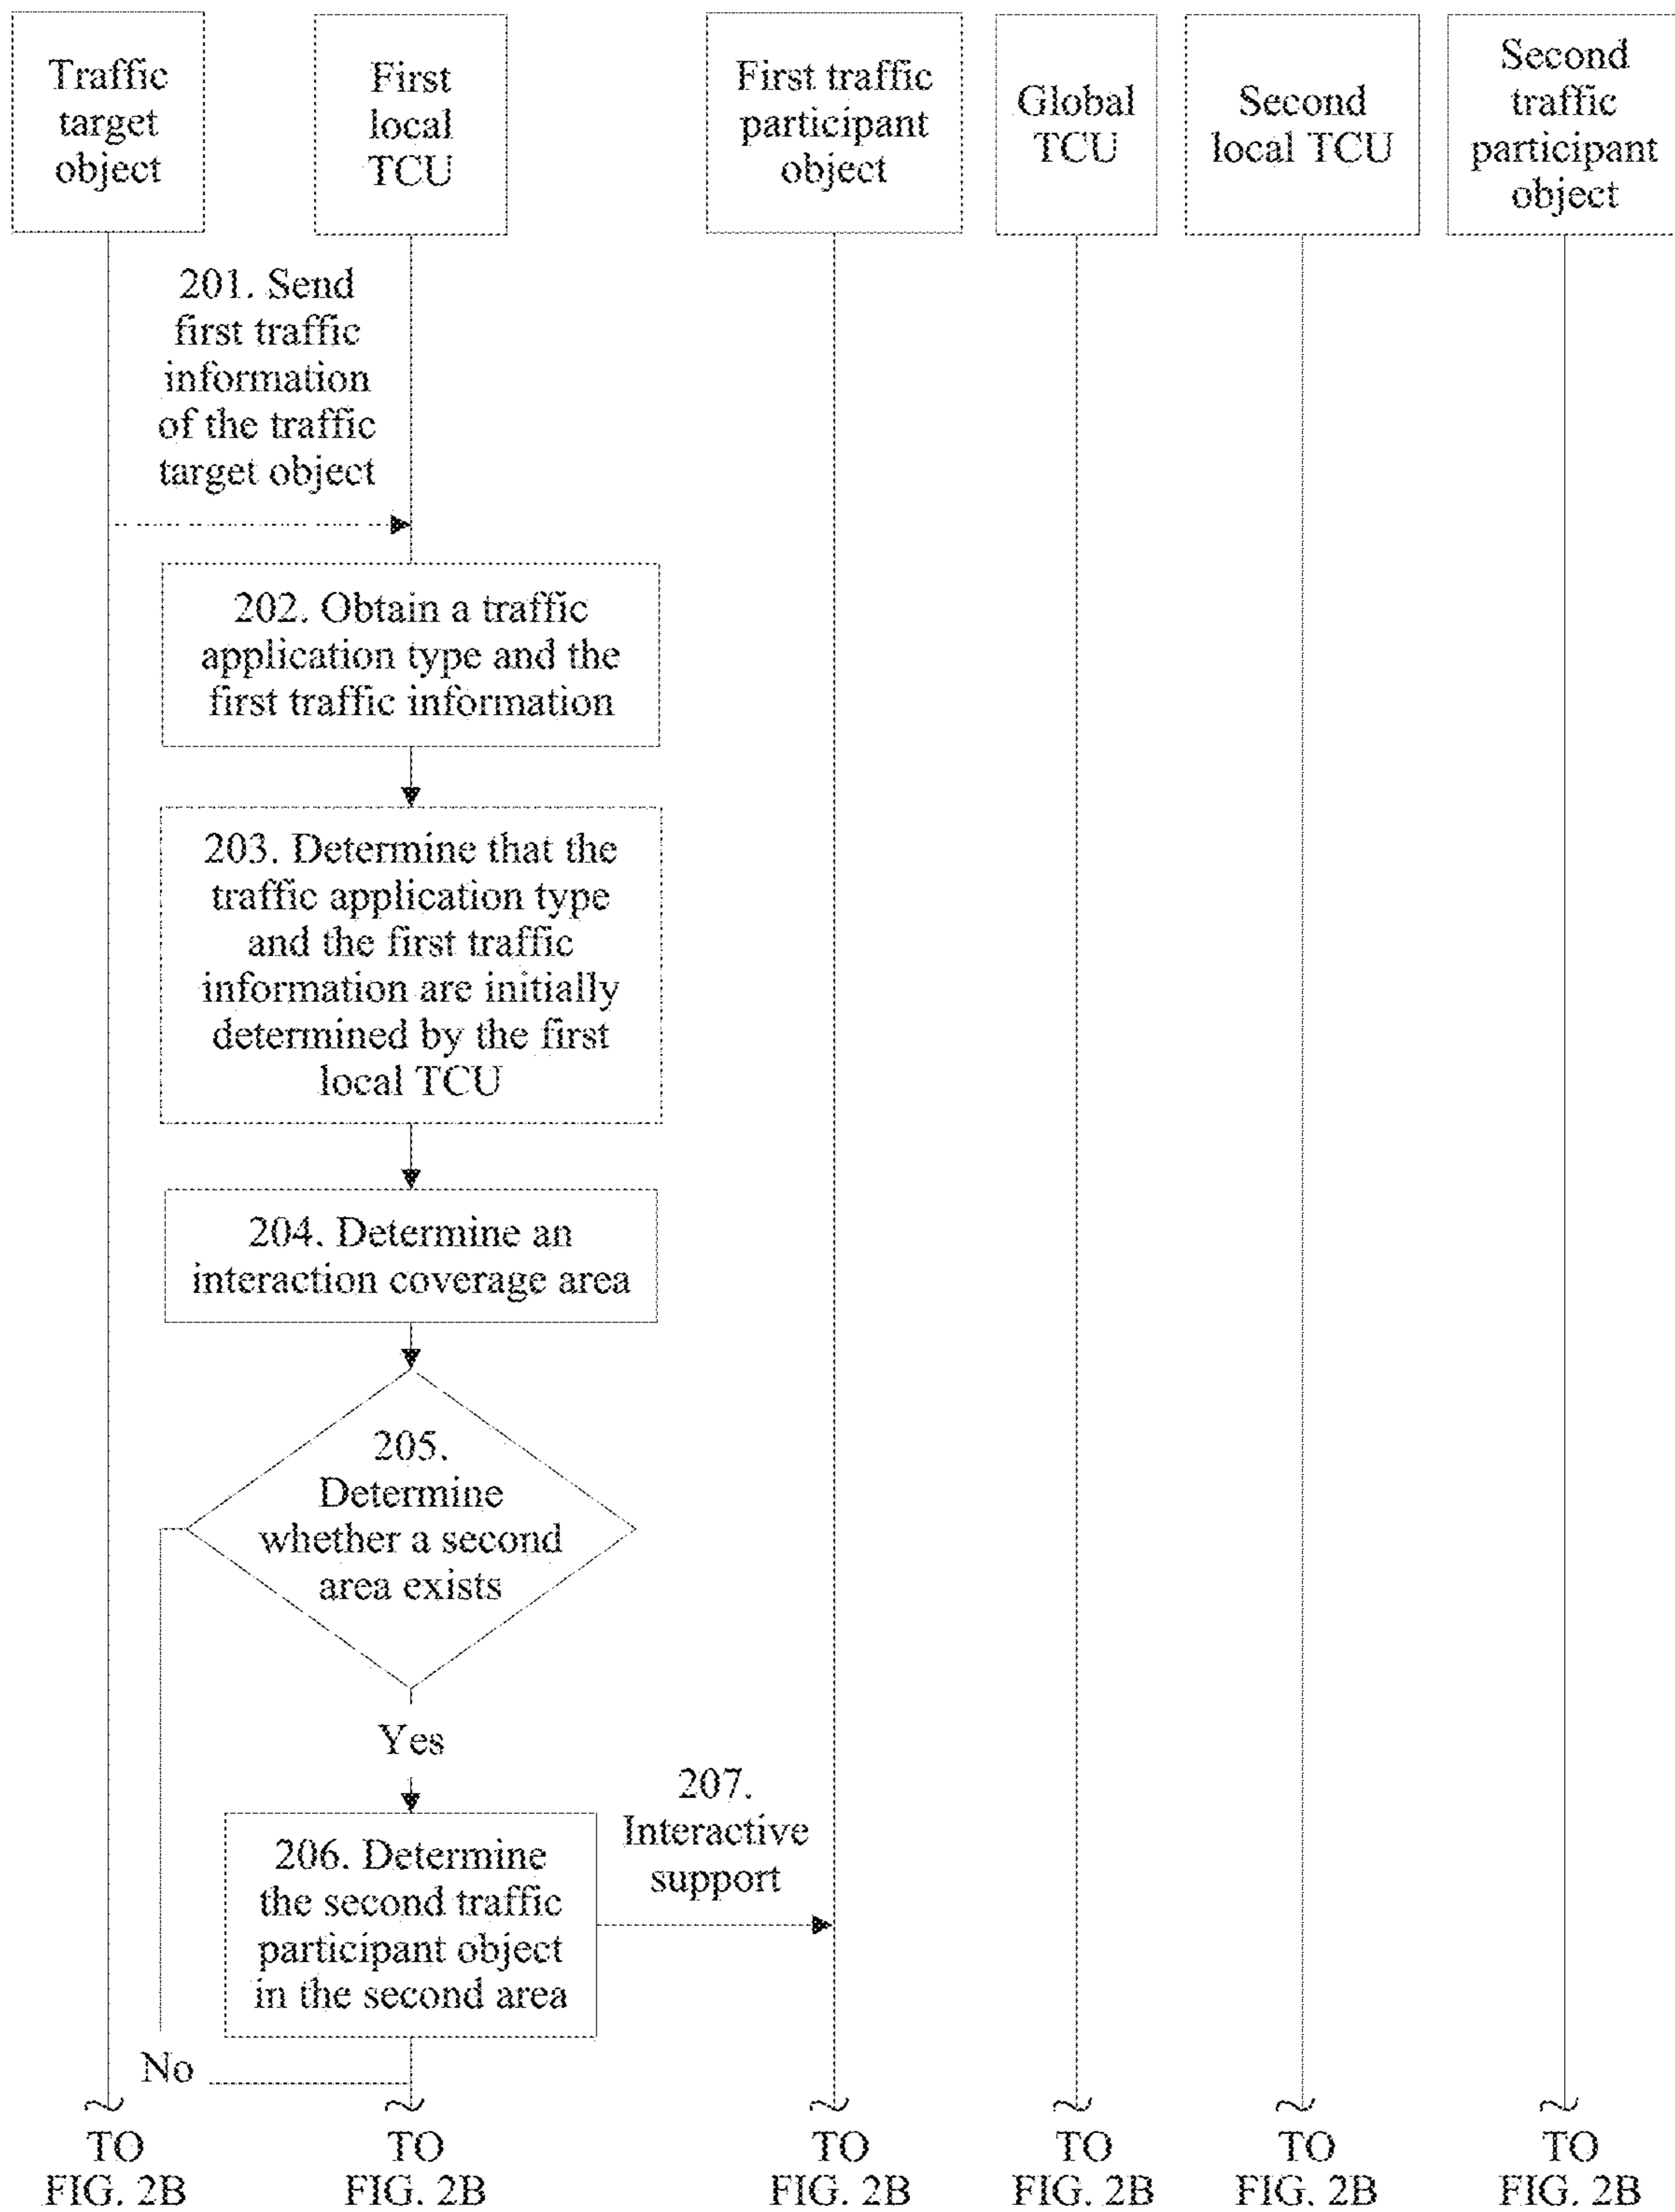 Traffic
target
object
First
local
TCU
First traffic
participant
object
Global
TCU
Second
local TCU
Second
traffic
participant
object
201. Send
first traffic
information
of the traffic
target object
202. Obtain a traffic
application type and the
first traffic information
203. Determine that the
traffic application type
and the first traffic
information are initially
determined by the first
local TCU
204. Determine an
interaction coverage area
205.
Determine
whether a second
area exists
Yes
207.
Interactive
support
206. Determine
the second traffic
participant object
in the second area
No
TO
FIG. 2B
TO
FIG. 2B
TO
FIG. 2B
TO
FIG. 2B
TO
FIG. 2B
TO
FIG. 2B